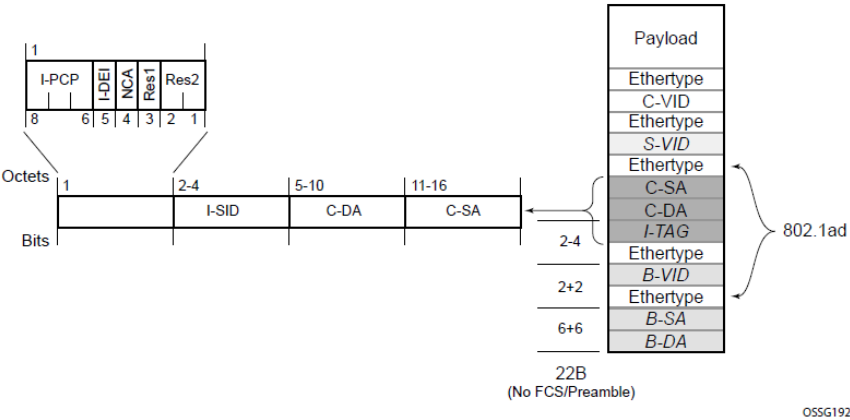 1
I-PCP
I-DEI
NCA
Res1
Res2
8 6 5 4 3 2 1
Octets
1 2-4 5-10 11-16
I-SID C-DA C-SA
Bits
Payload
Ethertype
C-VID
Ethertype
S-VID
Ethertype
C-SA
C-DA
I-TAG
Ethertype
B-VID
Ethertype
B-SA
B-DA
2-4
2+2
6+6
22B
(No FCS/Preamble)
802.1ad
OSSG192